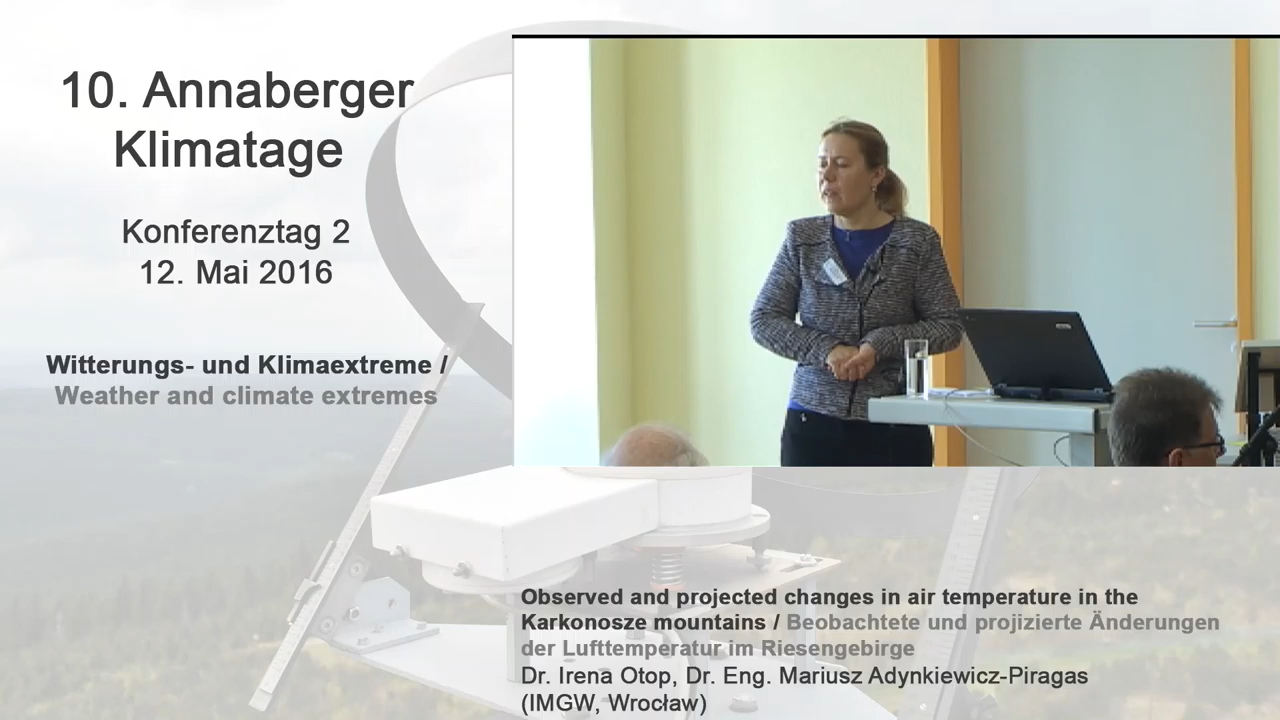 10. Annaberger
Klimatage
Konferenztag 2
12. Mai 2016
Witterungs- und Klimaextreme /
Weather and climate extremes
Observed and projected changes in air temperature in the
Karkonosze mountains / Beobachtete und projizierte Änderungen
der Lufttemperatur im Riesengebirge
Dr. Irena Otop, Dr. Eng. Mariusz Adynkiewicz-Piragas
(IMGW, Wrocław)